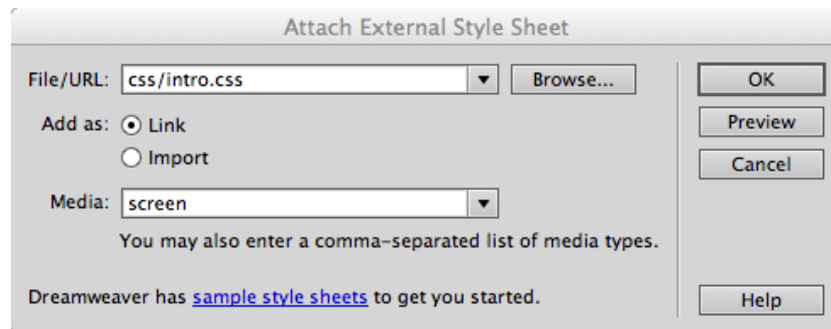 Attach External Style Sheet
File/URL: css/intro.css Browse... OK
Add as: Link Preview
Import Cancel
Media: screen
You may also enter a comma-separated list of media types.
Dreamweaver has sample style sheets to get you started. Help